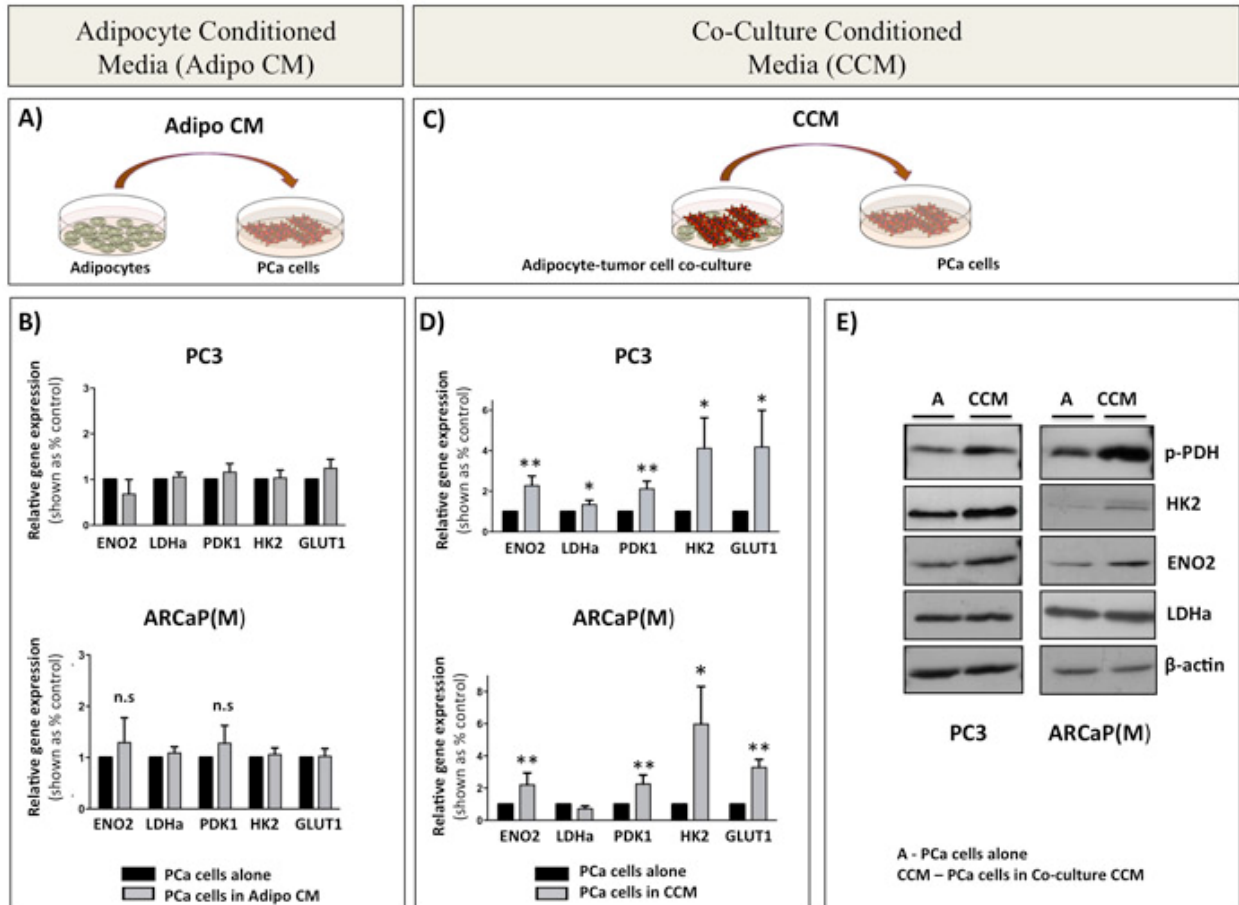 Adipocyte Conditioned
Media (Adipo CM)
Co-Culture Conditioned
Media (CCM)
A)
Adipo CM
Adipocytes
PCa cells
C)
CCM
Adipocyte-tumor cell co-culture
PCa cells
B)
PC3
Relative gene expression
(shown as % control)
3
2
1
0
ENO2 LDHa PDK1 HK2 GLUT1
ARCaP(M)
Relative gene expression
(shown as % control)
3
2
1
0
n.s
n.s
ENO2 LDHa PDK1 HK2 GLUT1
PCa cells alone
PCa cells in Adipo CM
D)
PC3
Relative gene expression
(shown as % control)
6
4
2
0
** * ** * *
ENO2 LDHa PDK1 HK2 GLUT1
ARCaP(M)
Relative gene expression
(shown as % control)
8
6
4
2
0
** ** * **
ENO2 LDHa PDK1 HK2 GLUT1
PCa cells alone
PCa cells in CCM
E)
A CCM A CCM
p-PDH
HK2
ENO2
LDHa
β-actin
PC3 ARCaP(M)
A - PCa cells alone
CCM – PCa cells in Co-culture CCM